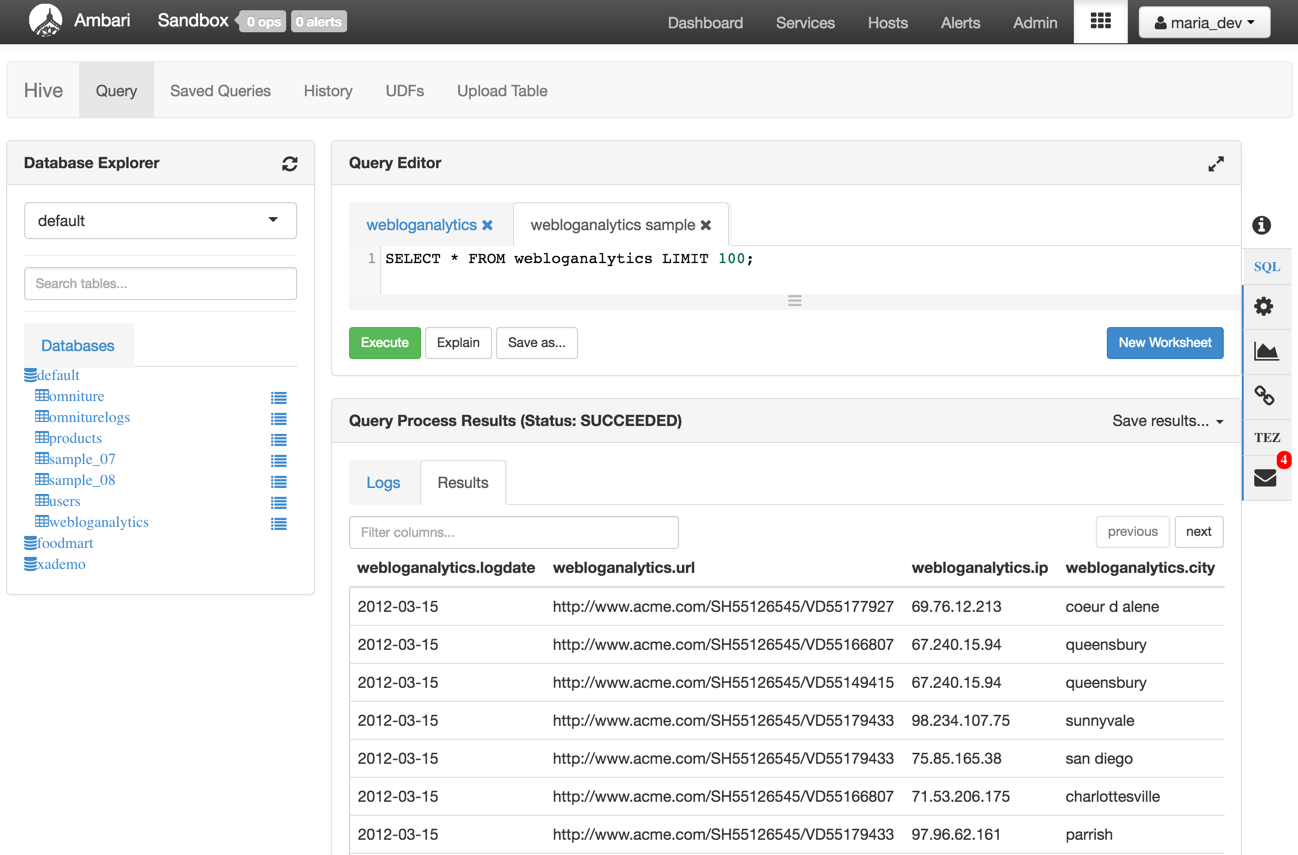 Ambari Sandbox 0 ops 0 alerts Dashboard Services Hosts Alerts Admin maria_dev
Hive Query Saved Queries History UDFs Upload Table
Database Explorer
default
Search tables...
Databases
default
omniture
omniturelogs
products
sample_07
sample_08
users
webloganalytics
foodmart
xademo
Query Editor
webloganalytics webloganalytics sample
1 SELECT * FROM webloganalytics LIMIT 100;
Execute Explain Save as... New Worksheet
Query Process Results (Status: SUCCEEDED) Save results...
Logs Results
Filter columns... previous next
webloganalytics.logdate webloganalytics.url webloganalytics.ip webloganalytics.city
2012-03-15 http://www.acme.com/SH55126545/VD55177927 69.76.12.213 coeur d alene
2012-03-15 http://www.acme.com/SH55126545/VD55166807 67.240.15.94 queensbury
2012-03-15 http://www.acme.com/SH55126545/VD55149415 67.240.15.94 queensbury
2012-03-15 http://www.acme.com/SH55126545/VD55179433 98.234.107.75 sunnyvale
2012-03-15 http://www.acme.com/SH55126545/VD55179433 75.85.165.38 san diego
2012-03-15 http://www.acme.com/SH55126545/VD55166807 71.53.206.175 charlottesville
2012-03-15 http://www.acme.com/SH55126545/VD55179433 97.96.62.161 parrish
SQL
TEZ
4